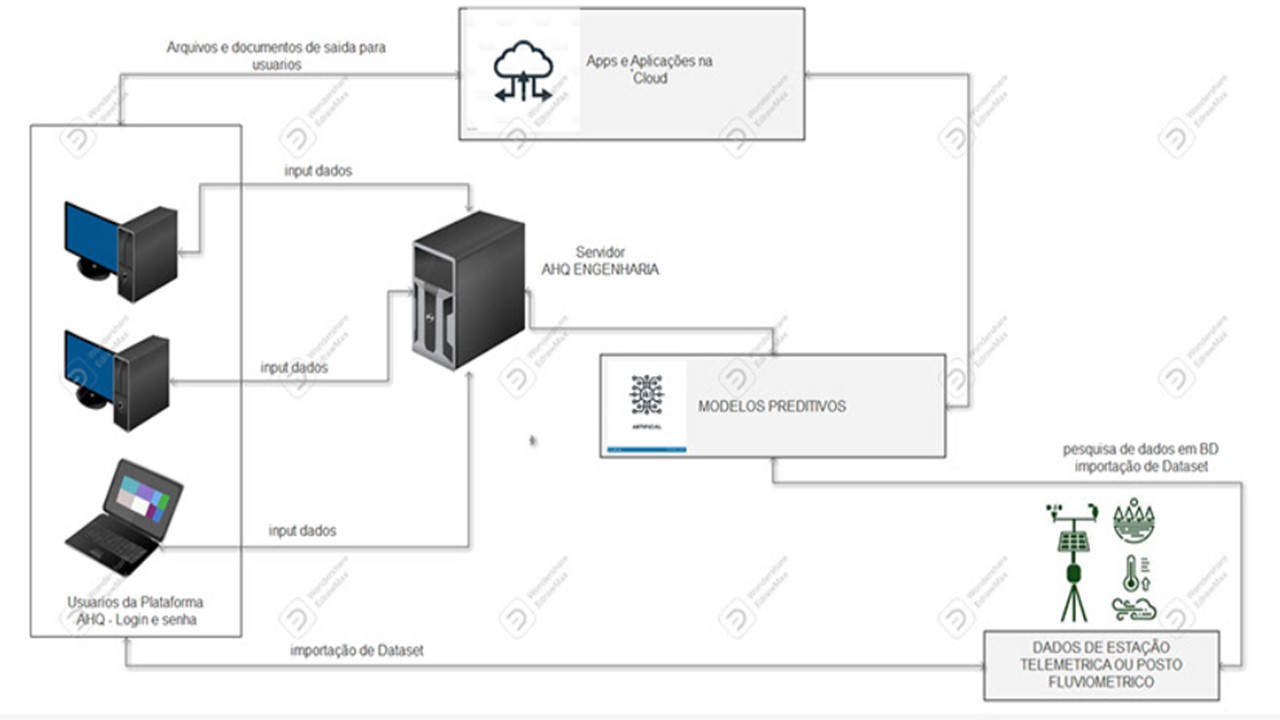 Arquivos e documentos de saida para
usuarios
Apps e Aplicações na
Cloud
input dados
Servidor
AHQ ENGENHARIA
input dados
MODELOS PREDITIVOS
ARTIFICIAL
pesquisa de dados em BD
importação de Dataset
input dados
Usuarios da Plataforma
AHQ - Login e senha
importação de Dataset
DADOS DE ESTAÇÃO
TELEMETRICA OU POSTO
FLUVIOMETRICO
Wondershare
EdrawMax